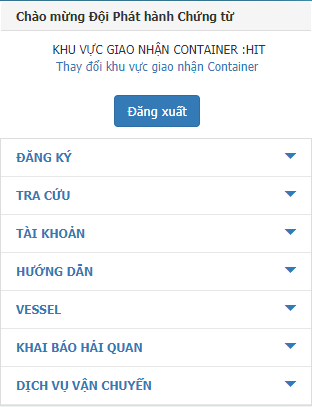 Chào mừng Đội Phát hành Chứng từ
KHU VỰC GIAO NHẬN CONTAINER :HIT
Thay đổi khu vực giao nhận Container
Đăng xuất
ĐĂNG KÝ
TRA CỨU
TÀI KHOẢN
HƯỚNG DẪN
VESSEL
KHAI BÁO HẢI QUAN
DỊCH VỤ VẬN CHUYỂN